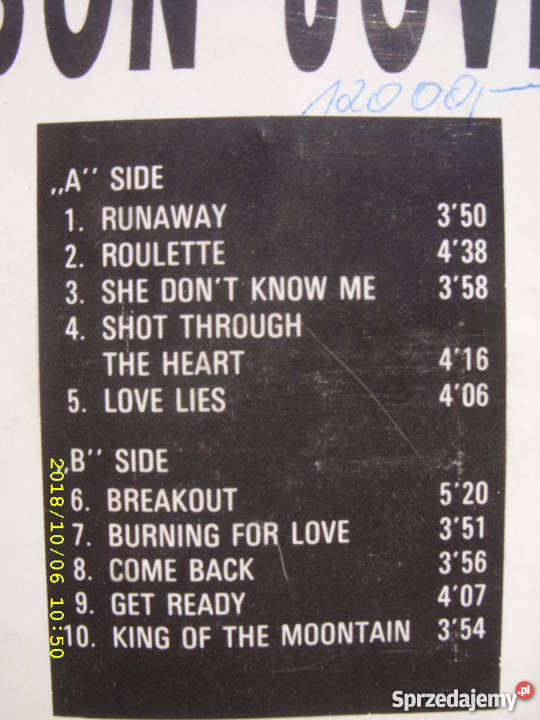 BON JOVI
12000,-
„A" SIDE
1. RUNAWAY 3'50
2. ROULETTE 4'38
3. SHE DON'T KNOW ME 3'58
4. SHOT THROUGH
THE HEART 4'16
5. LOVE LIES 4'06
„B" SIDE
6. BREAKOUT 5'20
7. BURNING FOR LOVE 3'51
8. COME BACK 3'56
9. GET READY 4'07
10. KING OF THE MOONTAIN 3'54
2018/10/06 10:50
Sprzedajemy.pl